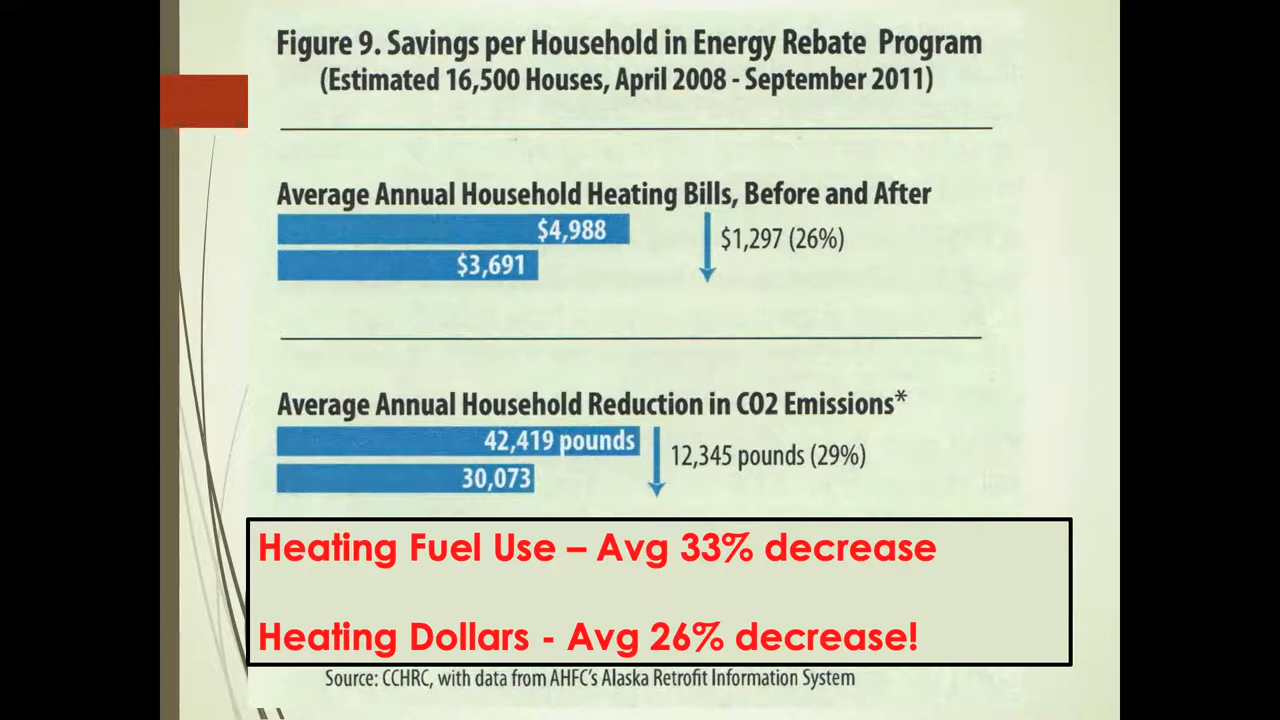 Figure 9. Savings per Household in Energy Rebate Program
(Estimated 16,500 Houses, April 2008 - September 2011)
Average Annual Household Heating Bills, Before and After
$4,988
$1,297 (26%)
$3,691
Average Annual Household Reduction in CO2 Emissions*
42,419 pounds
12,345 pounds (29%)
30,073
Heating Fuel Use – Avg 33% decrease
Heating Dollars - Avg 26% decrease!
Source: CCHRC, with data from AHFC's Alaska Retrofit Information System